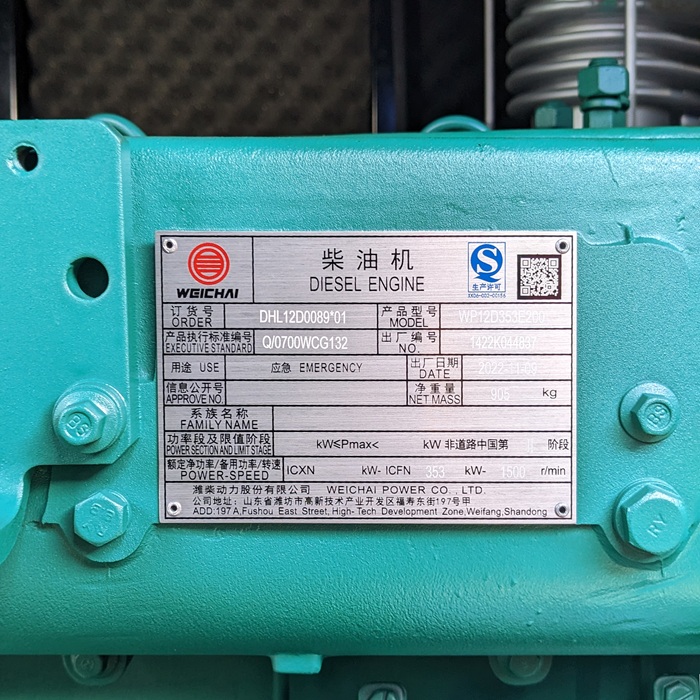 WEICHAI
柴油机
DIESEL ENGINE
生产许可
XK06-003-00154
订货号
ORDER
DHL12D0089*01
产品型号
MODEL
产品执行标准编号
EXECUTIVE STANDARD
Q/0700WCG132
出厂编号
NO.
用途 USE
应急 EMERGENCY
出厂日期
DATE
2022-11-09
信息公开号
APPROVE NO.
净重量
NET MASS
905 kg
系族名称
FAMILY NAME
功率段及限值阶段
POWER SECTION AND LIMIT STAGE
kW≤Pmax< kW 非道路中国第 阶段
额定净功率/备用功率/转速
POWER-SPEED
ICXN kW- ICFN 353 kW- 1500 r/min
潍柴动力股份有限公司 WEICHAI POWER CO., LTD.
公司地址: 山东省潍坊市高新技术产业开发区福寿东街197号甲
ADD:197 A,Fushou East Street, High- Tech Development Zone,Weifang,Shandong
RY